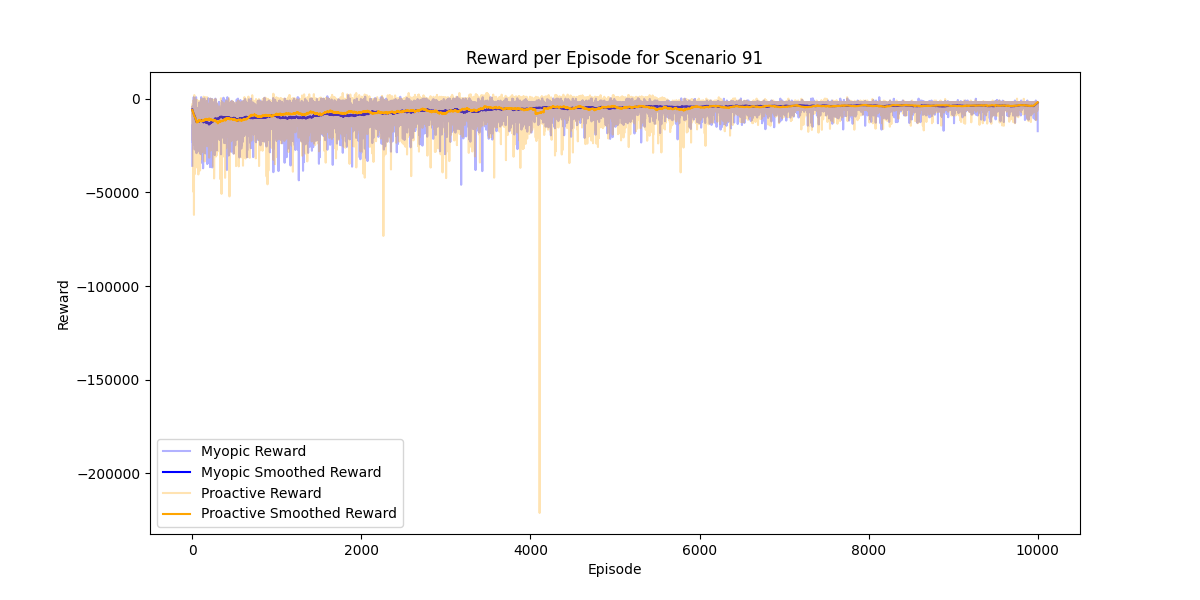 Reward per Episode for Scenario 91
Reward
0
−50000
−100000
−150000
−200000
Myopic Reward
Myopic Smoothed Reward
Proactive Reward
Proactive Smoothed Reward
0 2000 4000 6000 8000 10000
Episode